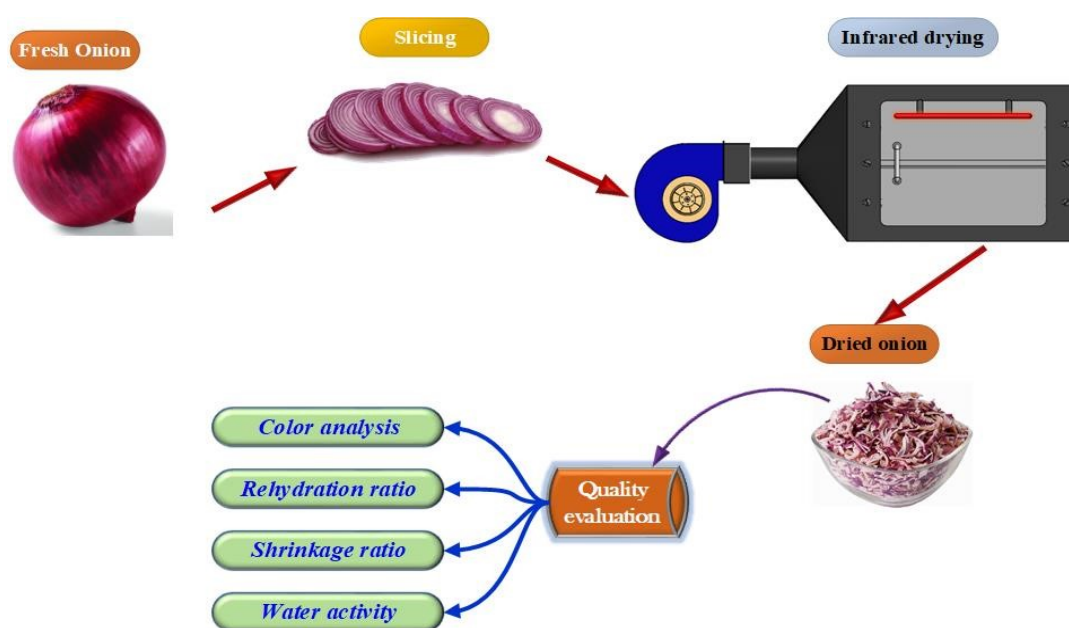 Fresh Onion
Slicing
Infrared drying
Dried onion
Quality
evaluation
Color analysis
Rehydration ratio
Shrinkage ratio
Water activity